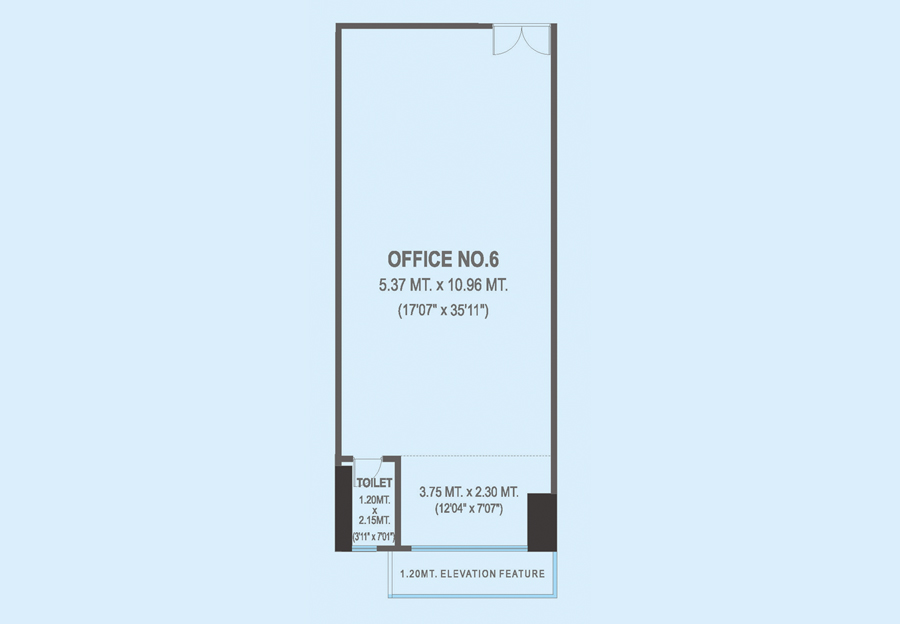 OFFICE NO.6
5.37 MT. x 10.96 MT.
(17'07" x 35'11")
TOILET
1.20MT.
x
2.15MT.
(3'11" x 7'01")
3.75 MT. x 2.30 MT.
(12'04" x 7'07")
1.20MT. ELEVATION FEATURE